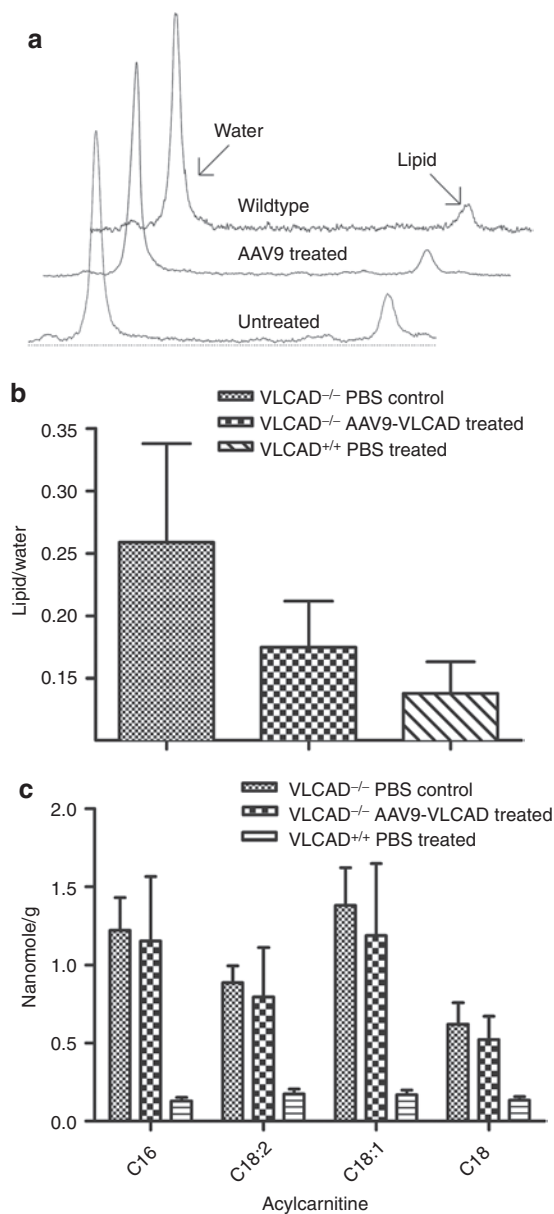 a
Water
Lipid
Wildtype
AAV9 treated
Untreated
b
VLCAD−/− PBS control
VLCAD−/− AAV9-VLCAD treated
VLCAD+/+ PBS treated
0.35
0.30
0.25
0.20
0.15
Lipid/water
c
VLCAD−/− PBS control
VLCAD−/− AAV9-VLCAD treated
VLCAD+/+ PBS treated
2.0
1.5
1.0
0.5
0.0
Nanomole/g
C16
C18:2
C18:1
C18
Acylcarnitine